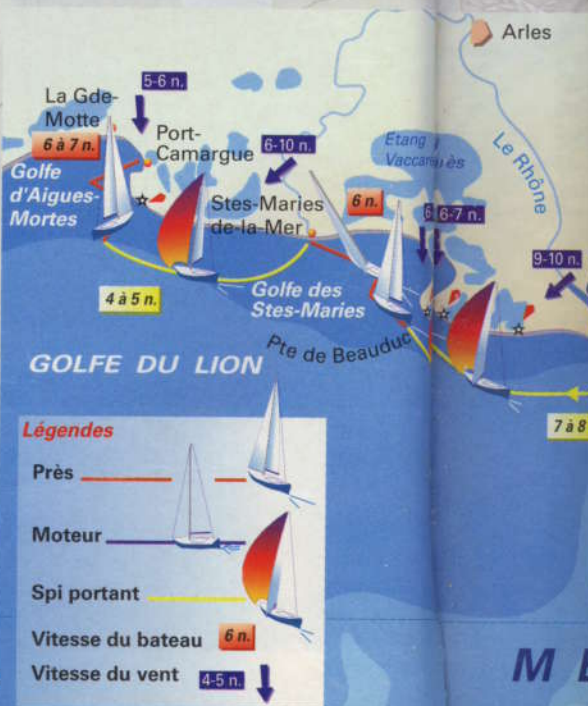 Arles
5-6 n.
La Gde-
Motte
6 à 7 n.
Port-
Camargue
6-10 n.
Etang
Vaccarès
Le Rhône
Golfe
d'Aigues-
Mortes
Stes-Maries
de-la-Mer
6 n.
6
6-7 n.
9-10 n.
4 à 5 n.
Golfe des
Stes-Maries
Pte de Beauduc
GOLFE DU LION
7 à 8
Légendes
Près
Moteur
Spi portant
Vitesse du bateau 6 n.
Vitesse du vent 4-5 n.
M